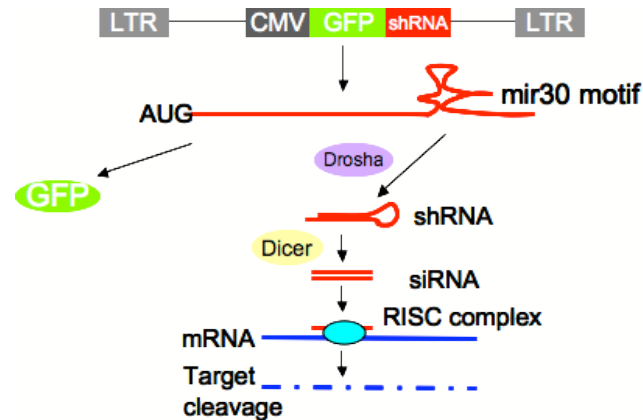 LTR CMV GFP shRNA LTR
mir30 motif
AUG
Drosha
GFP
shRNA
Dicer
siRNA
RISC complex
mRNA
Target
cleavage